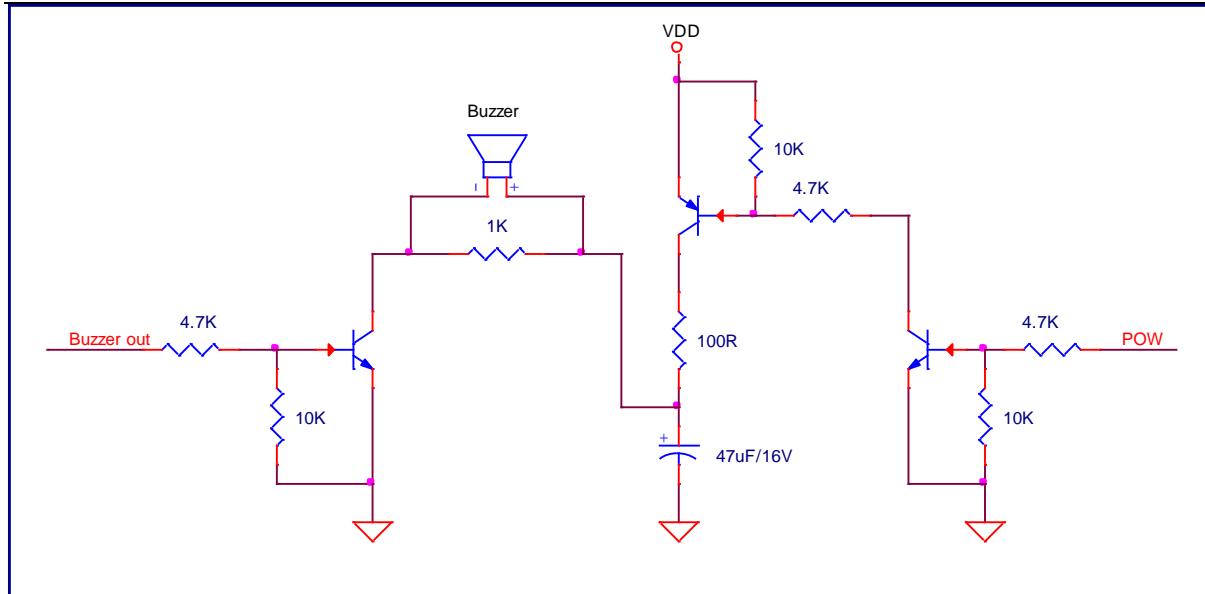 VDD
Buzzer
- +
10K
4.7K
1K
4.7K
Buzzer out
100R
4.7K
POW
10K
10K
+
47uF/16V